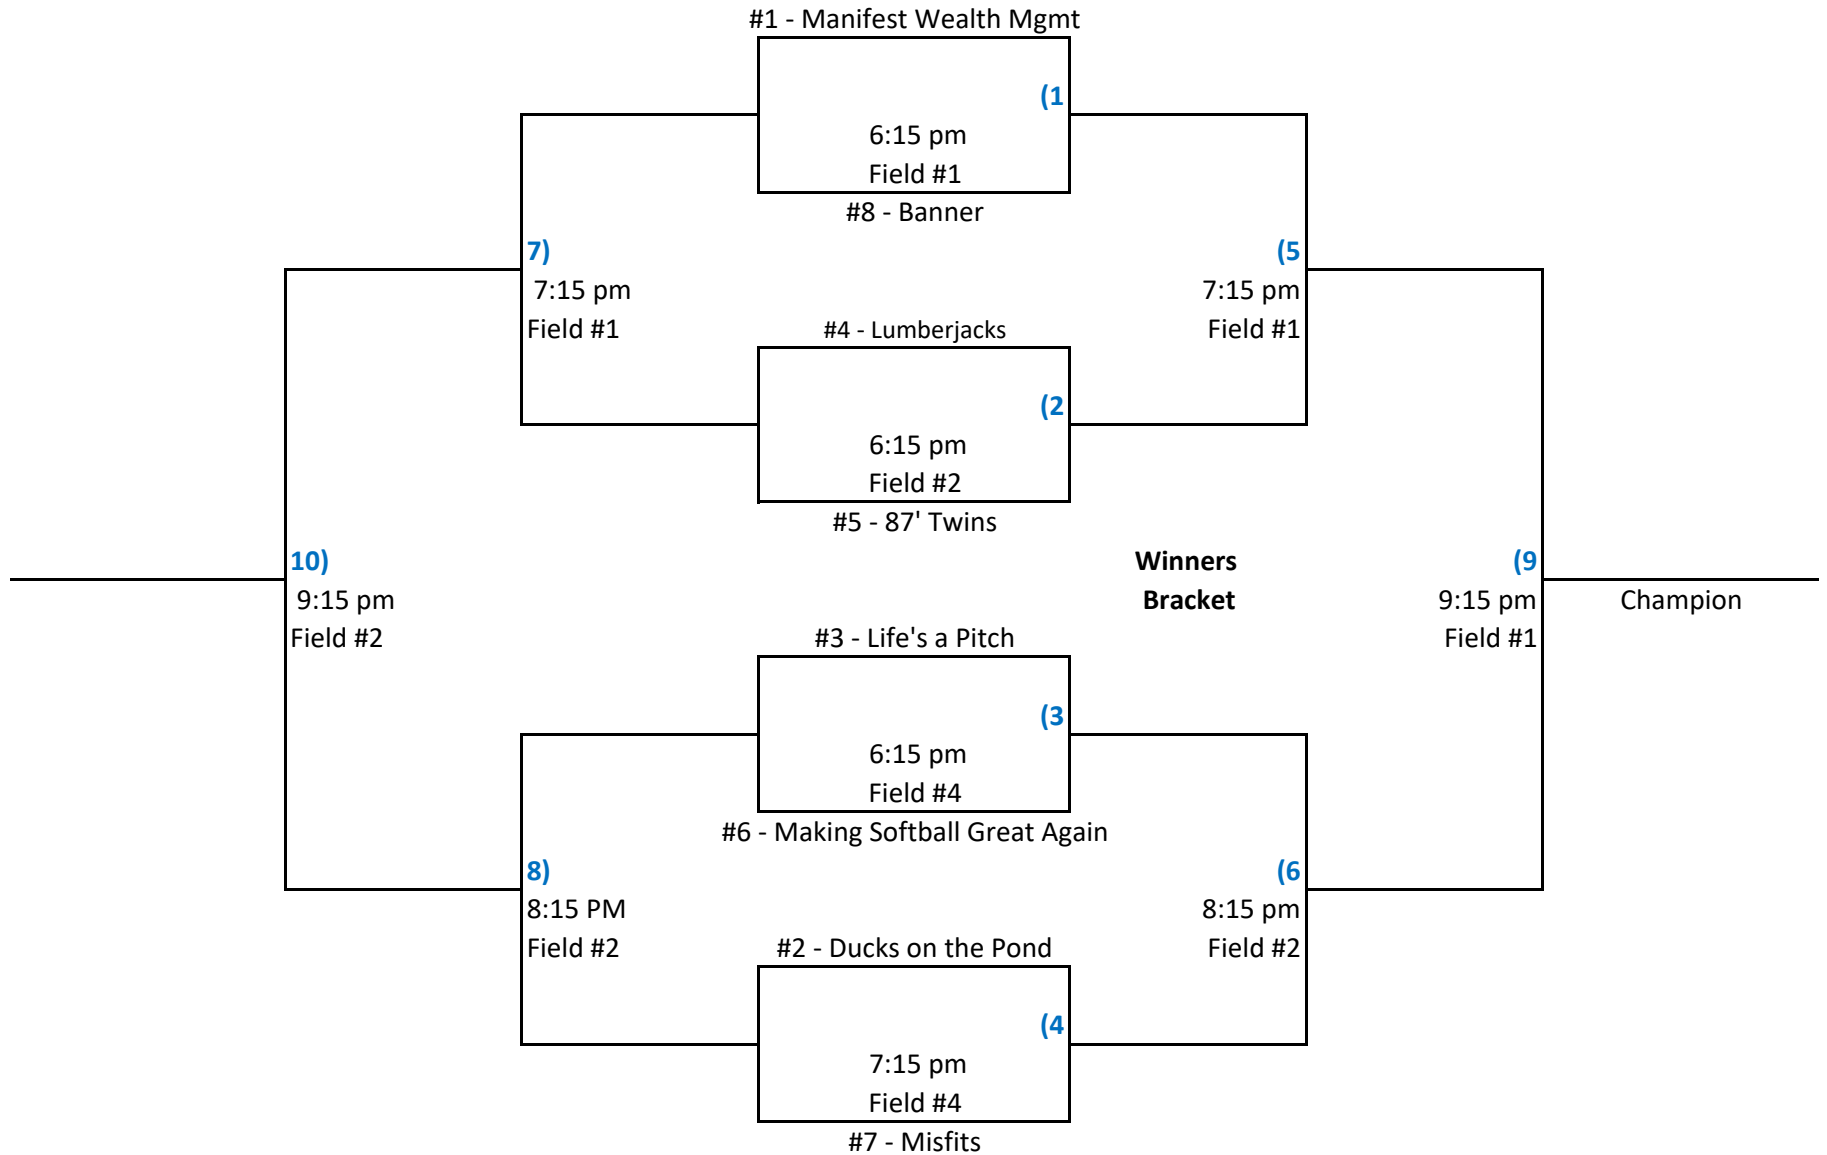 #1 - Manifest Wealth Mgmt
(1
6:15 pm
Field #1
#8 - Banner
7)
7:15 pm
Field #1
(5
7:15 pm
Field #1
#4 - Lumberjacks
(2
6:15 pm
Field #2
#5 - 87' Twins
10)
9:15 pm
Field #2
Winners
Bracket
(9
9:15 pm
Field #1
Champion
#3 - Life's a Pitch
(3
6:15 pm
Field #4
#6 - Making Softball Great Again
8)
8:15 PM
Field #2
(6
8:15 pm
Field #2
#2 - Ducks on the Pond
(4
7:15 pm
Field #4
#7 - Misfits